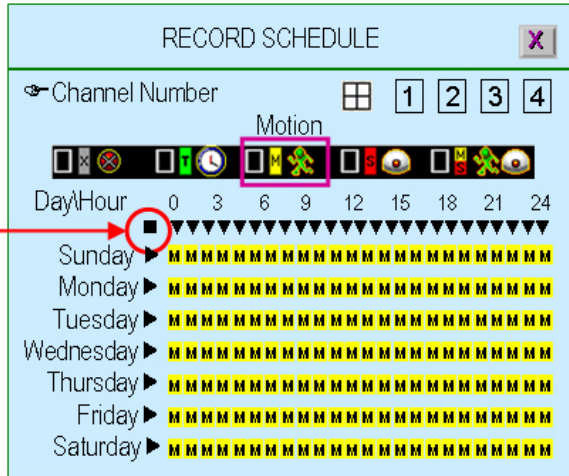 RECORD SCHEDULE X
Channel Number 1 2 3 4
Motion
X T M S M S
Day\Hour 0 3 6 9 12 15 18 21 24
Sunday M M M M M M M M M M M M M M M M M M M M M M M M
Monday M M M M M M M M M M M M M M M M M M M M M M M M
Tuesday M M M M M M M M M M M M M M M M M M M M M M M M
Wednesday M M M M M M M M M M M M M M M M M M M M M M M M
Thursday M M M M M M M M M M M M M M M M M M M M M M M M
Friday M M M M M M M M M M M M M M M M M M M M M M M M
Saturday M M M M M M M M M M M M M M M M M M M M M M M M